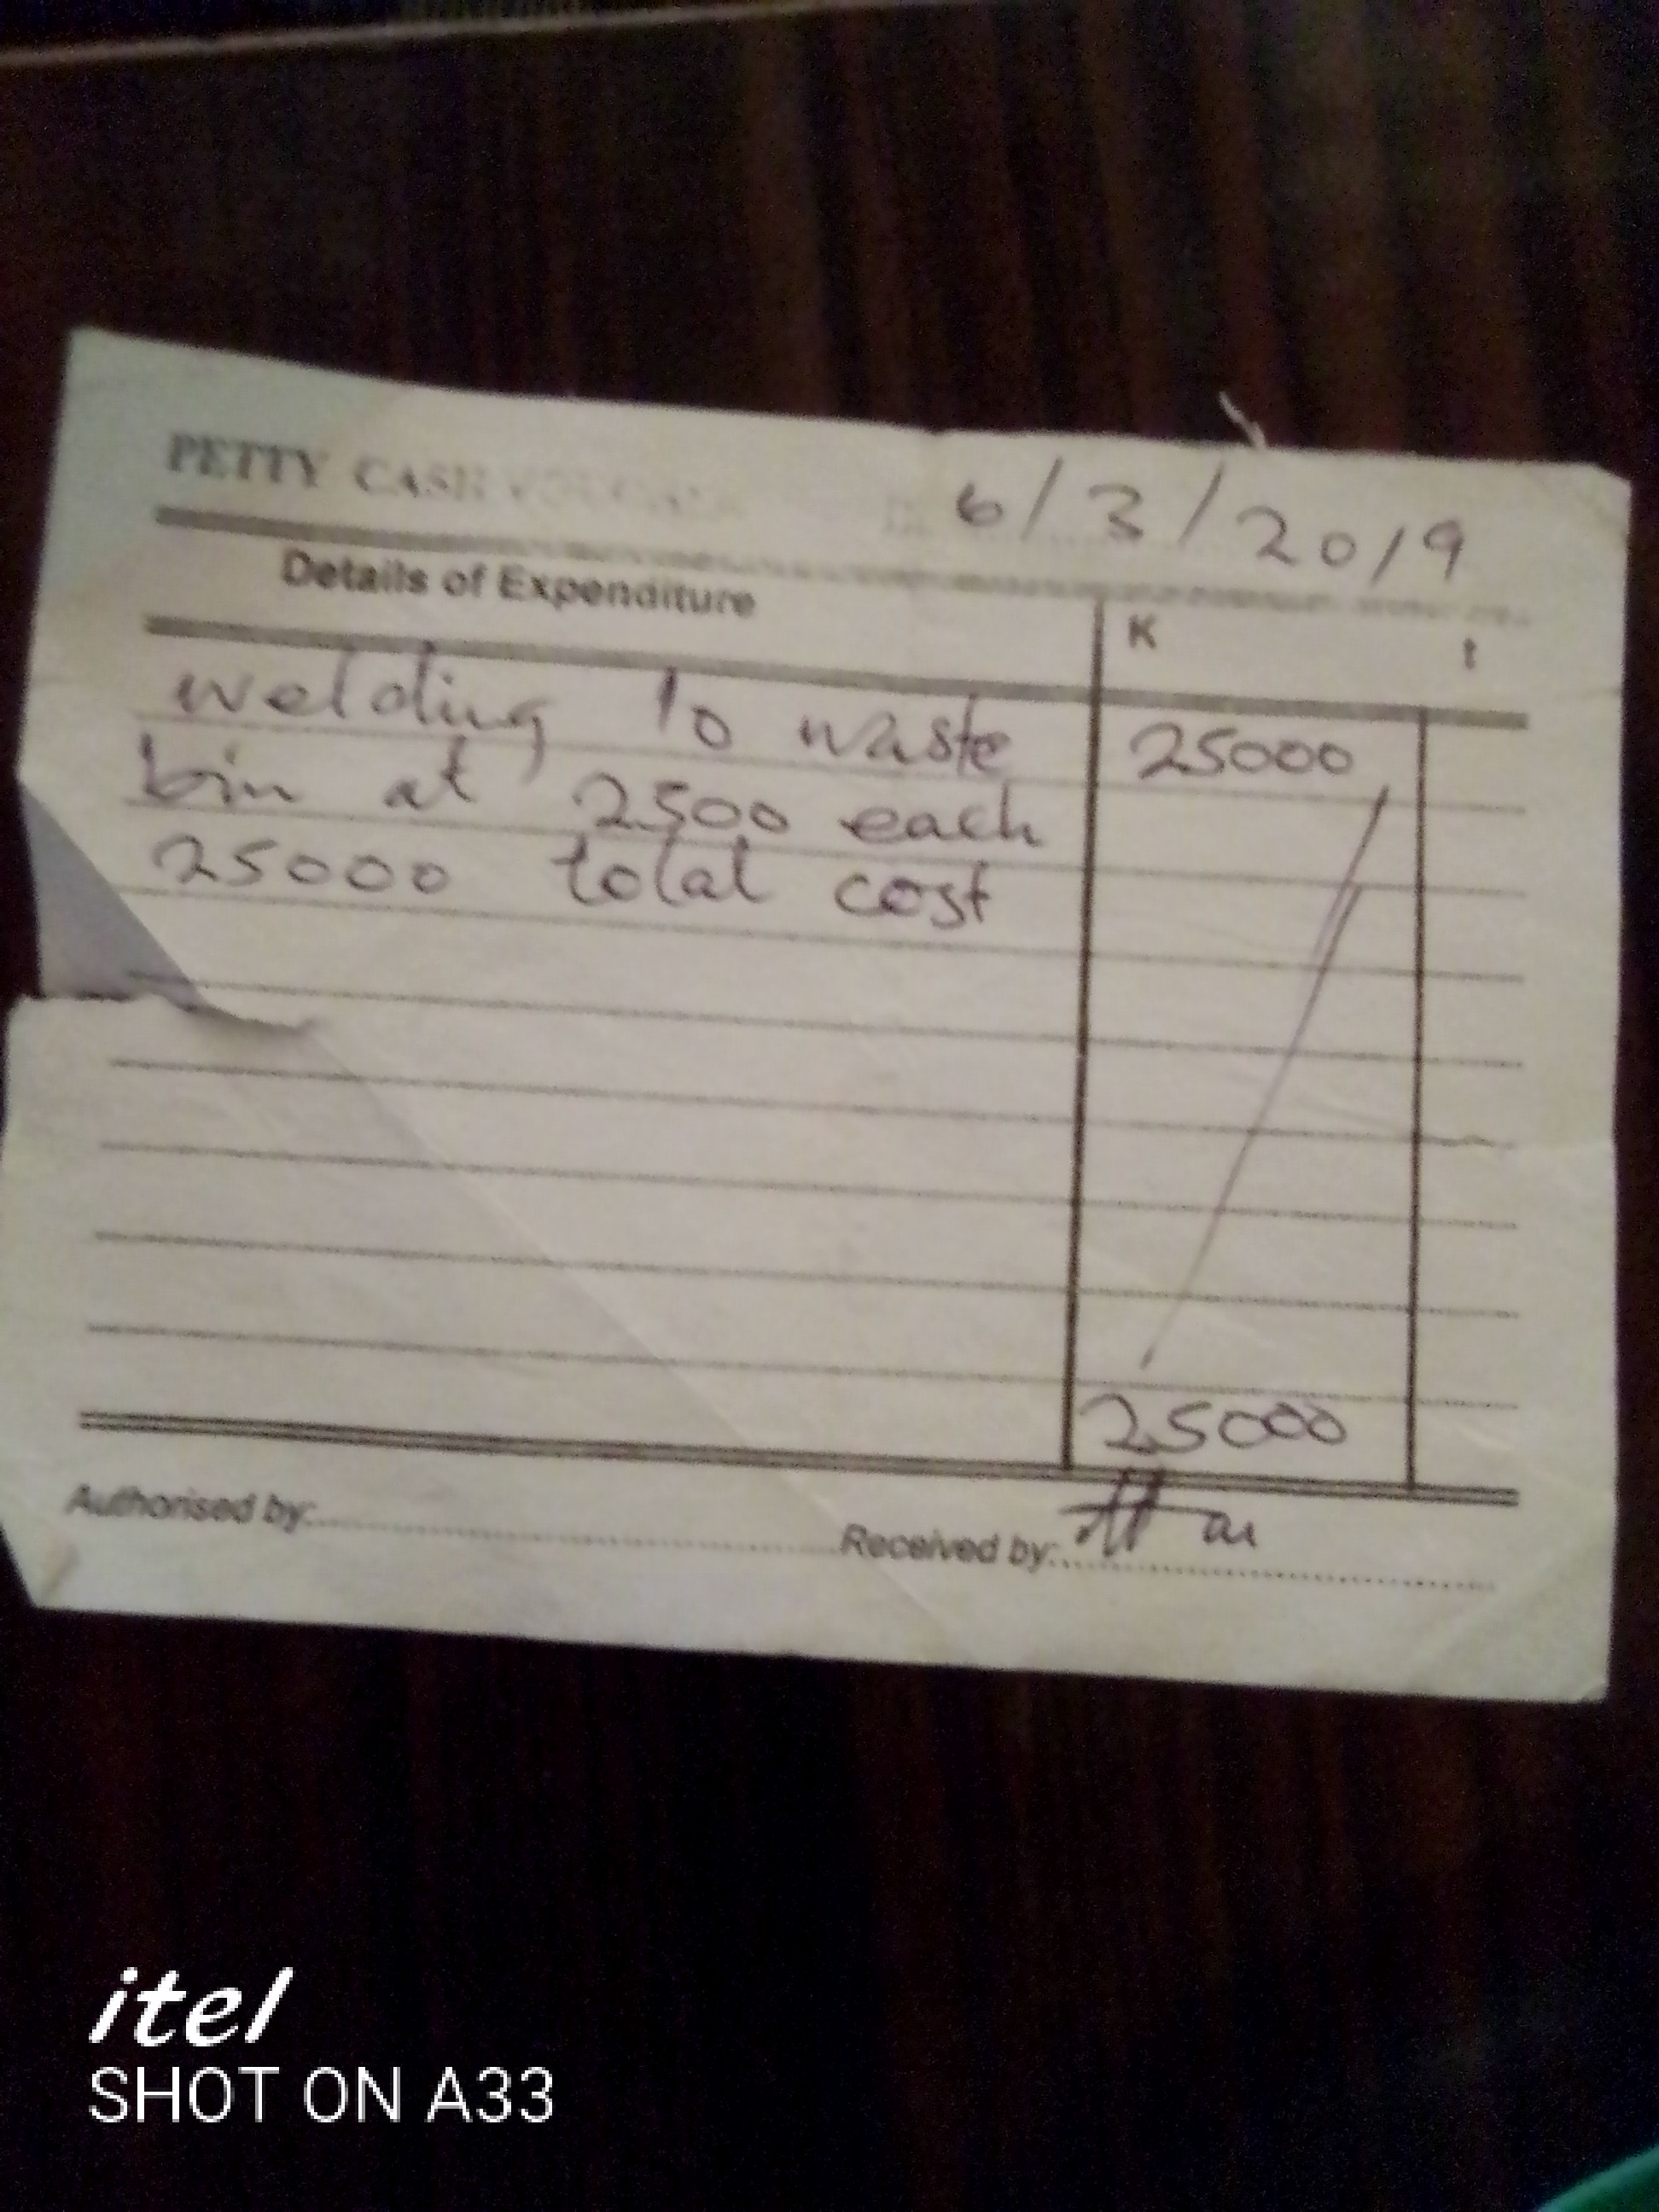 PETTY CASH VOUCHER 6/3/2019
Details of Expenditure K t
welding 10 waste 25000
bin at 2500 each
25000 total cost
25000
Authorised by: Received by:
itel
SHOT ON A33